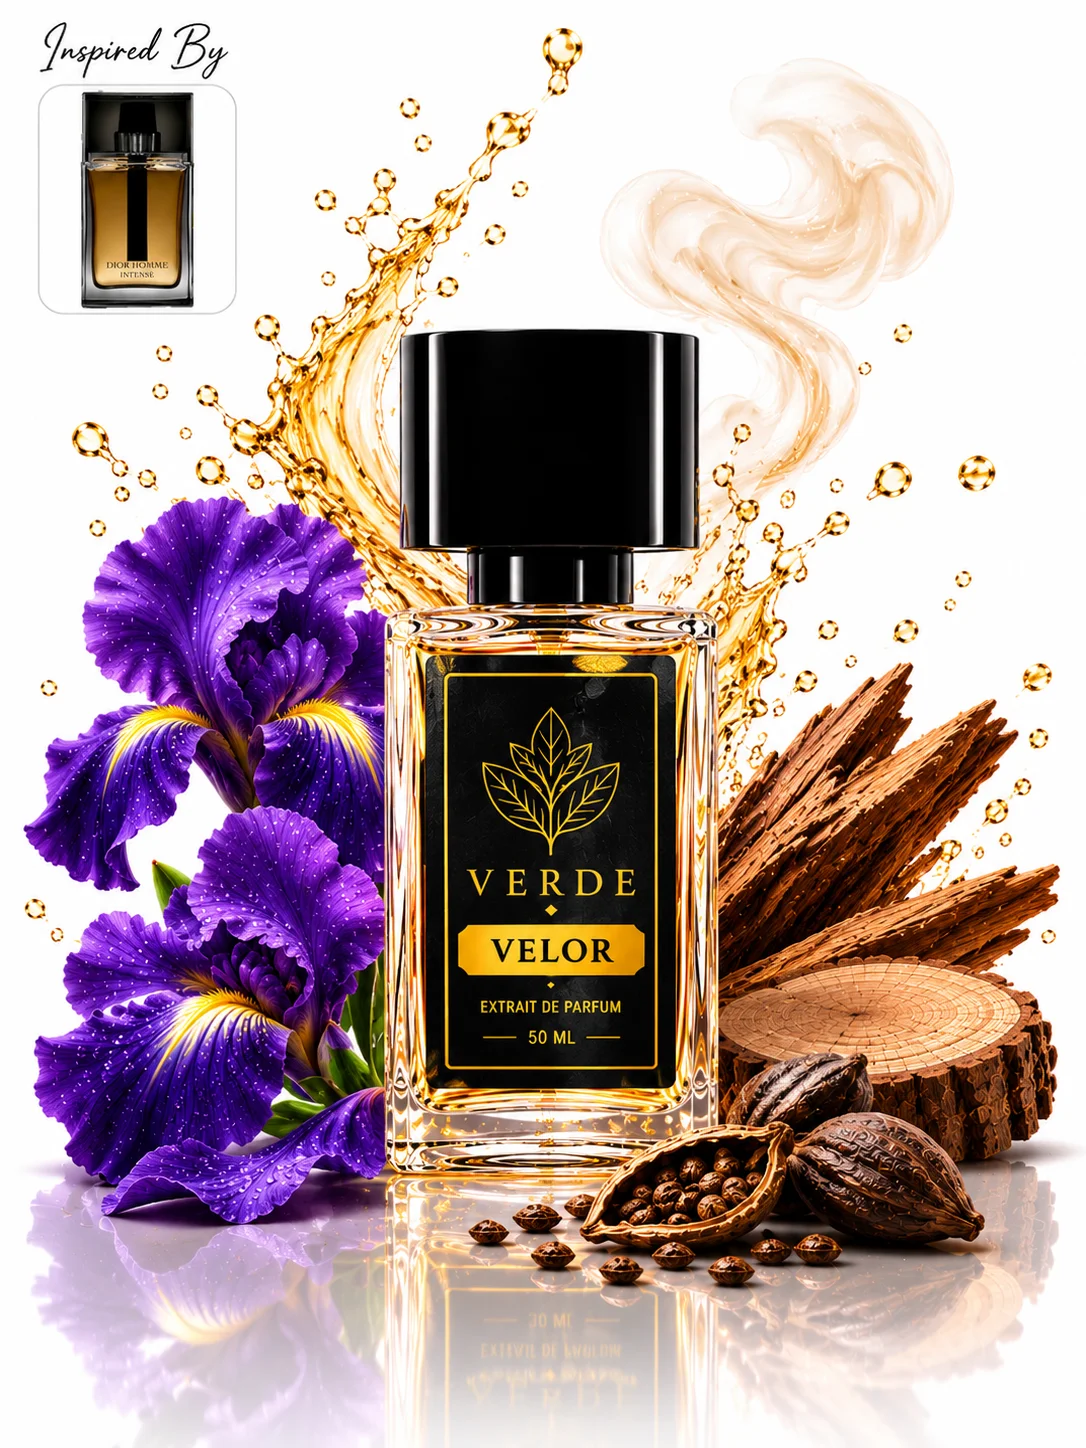 Inspired By
DIOR HOMME
INTENSE
VERDE
VELOR
EXTRAIT DE PARFUM
50 ML